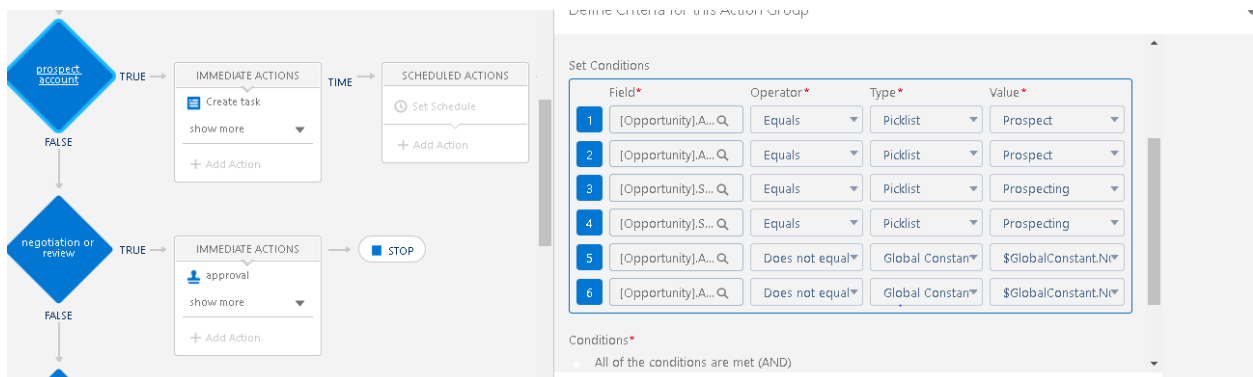 Define Criteria for this Action Group
prospect
account
TRUE
IMMEDIATE ACTIONS
Create task
show more
+ Add Action
TIME
SCHEDULED ACTIONS
Set Schedule
+ Add Action
FALSE
negotiation or
review
TRUE
IMMEDIATE ACTIONS
approval
show more
+ Add Action
STOP
FALSE
Set Conditions
Field* Operator* Type* Value*
1 [Opportunity].A... Equals Picklist Prospect
2 [Opportunity].A... Equals Picklist Prospect
3 [Opportunity].S... Equals Picklist Prospecting
4 [Opportunity].S... Equals Picklist Prospecting
5 [Opportunity].A... Does not equal Global Constan $GlobalConstant.Nu
6 [Opportunity].A... Does not equal Global Constan $GlobalConstant.Nu
Conditions*
All of the conditions are met (AND)